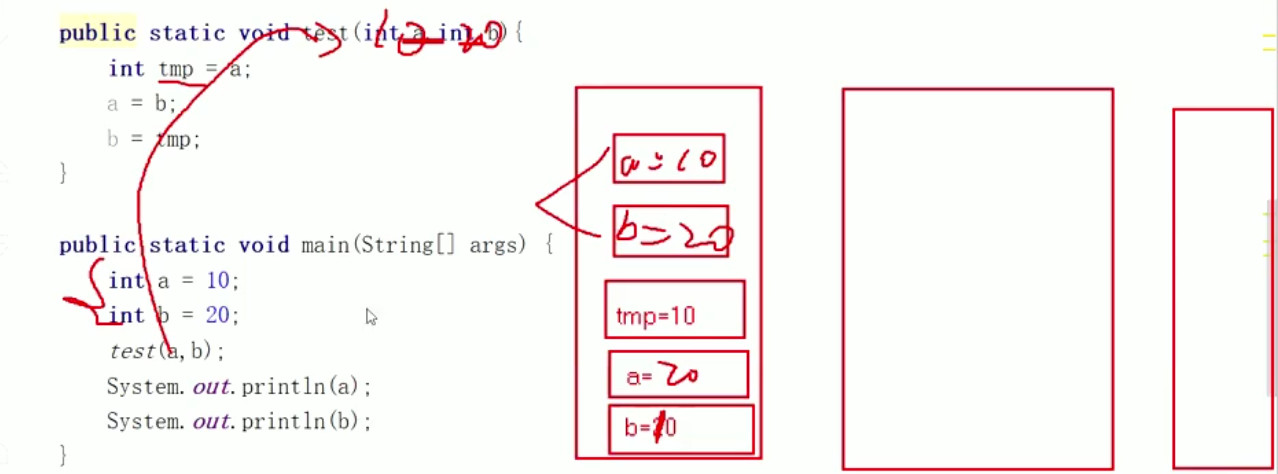 public static void test(int a int b){
int tmp = a;
a = b;
b = tmp;
}
public static void main(String[] args) {
int a = 10;
int b = 20;
test(a,b);
System.out.println(a);
System.out.println(b);
}
10 20
a=10
b=20
tmp=10
a=20
b=10